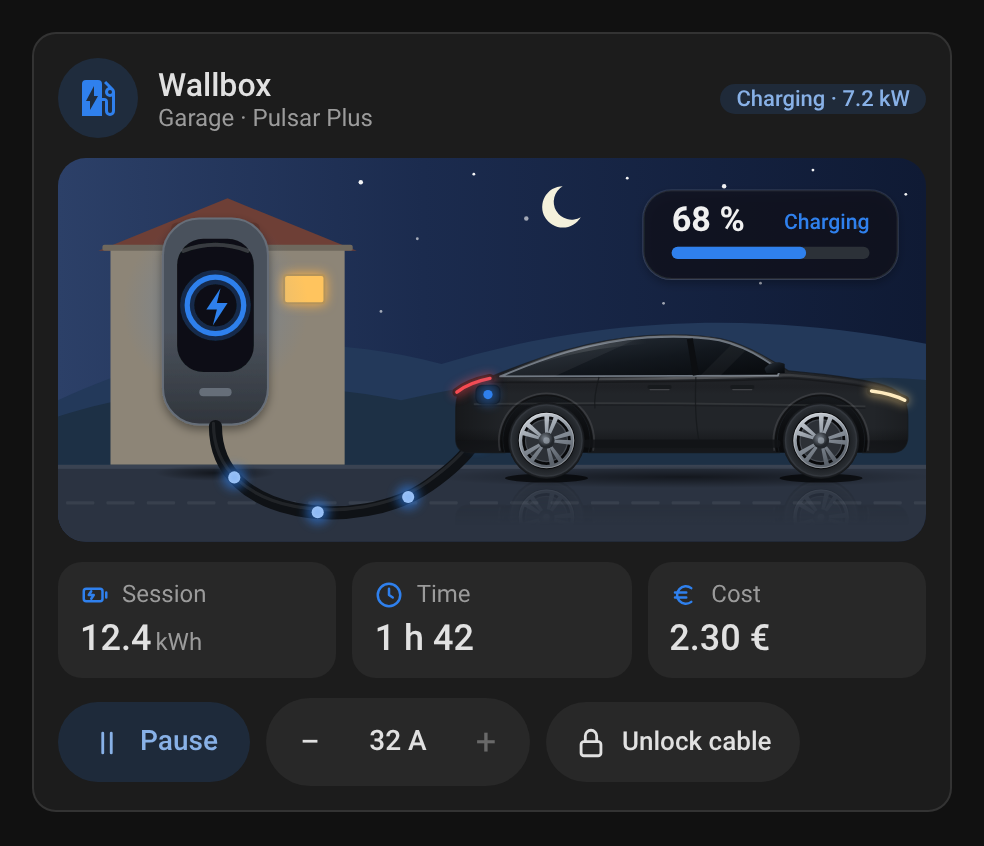 Wallbox
Garage · Pulsar Plus
Charging · 7.2 kW
68 %
Charging
Session
12.4 kWh
Time
1 h 42
Cost
2.30 €
Pause
− 32 A +
Unlock cable